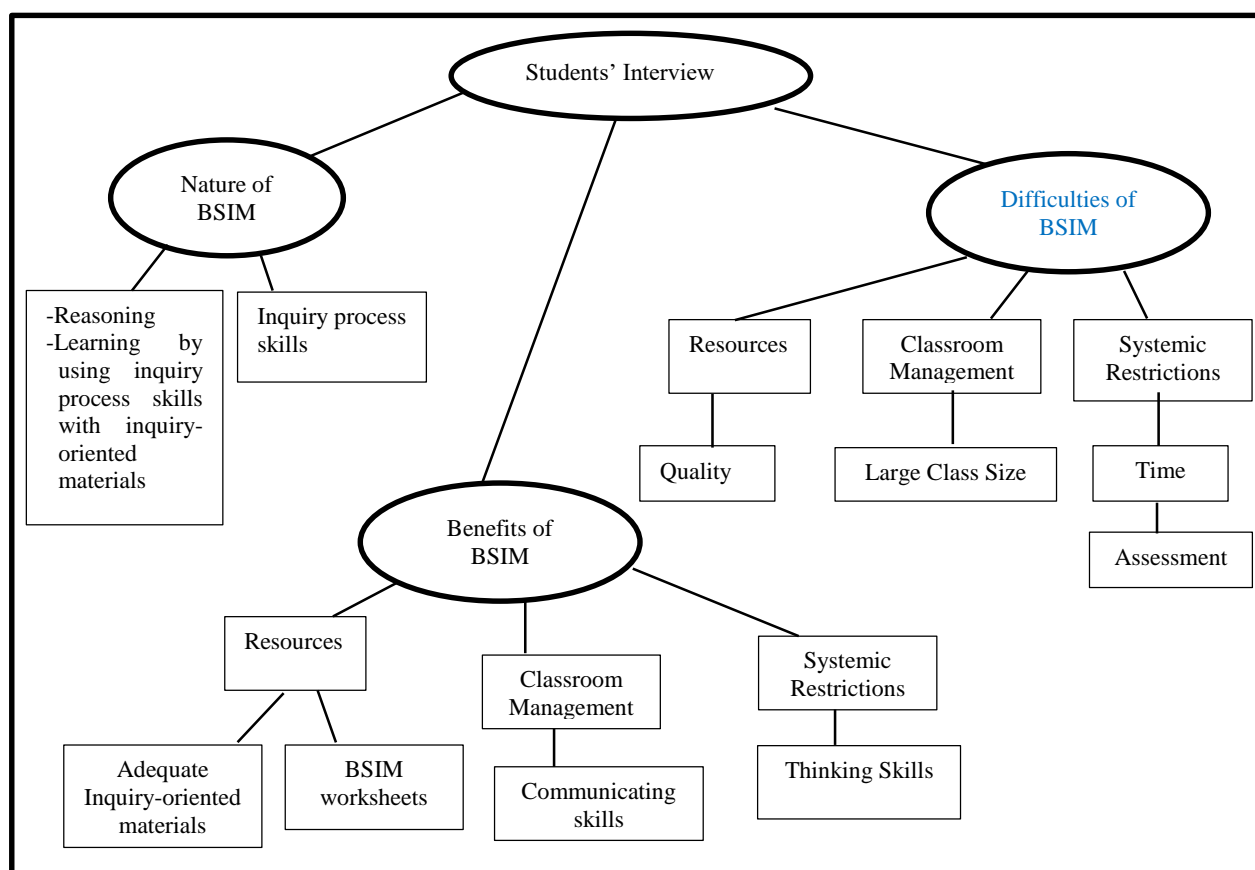 Students’ Interview
Nature of
BSIM
Difficulties of
BSIM
-Reasoning
-Learning by
using inquiry
process skills
with inquiry-
oriented
materials
Inquiry process
skills
Resources
Classroom
Management
Systemic
Restrictions
Quality
Large Class Size
Time
Assessment
Benefits of
BSIM
Resources
Classroom
Management
Systemic
Restrictions
Adequate
Inquiry-oriented
materials
BSIM
worksheets
Communicating
skills
Thinking Skills